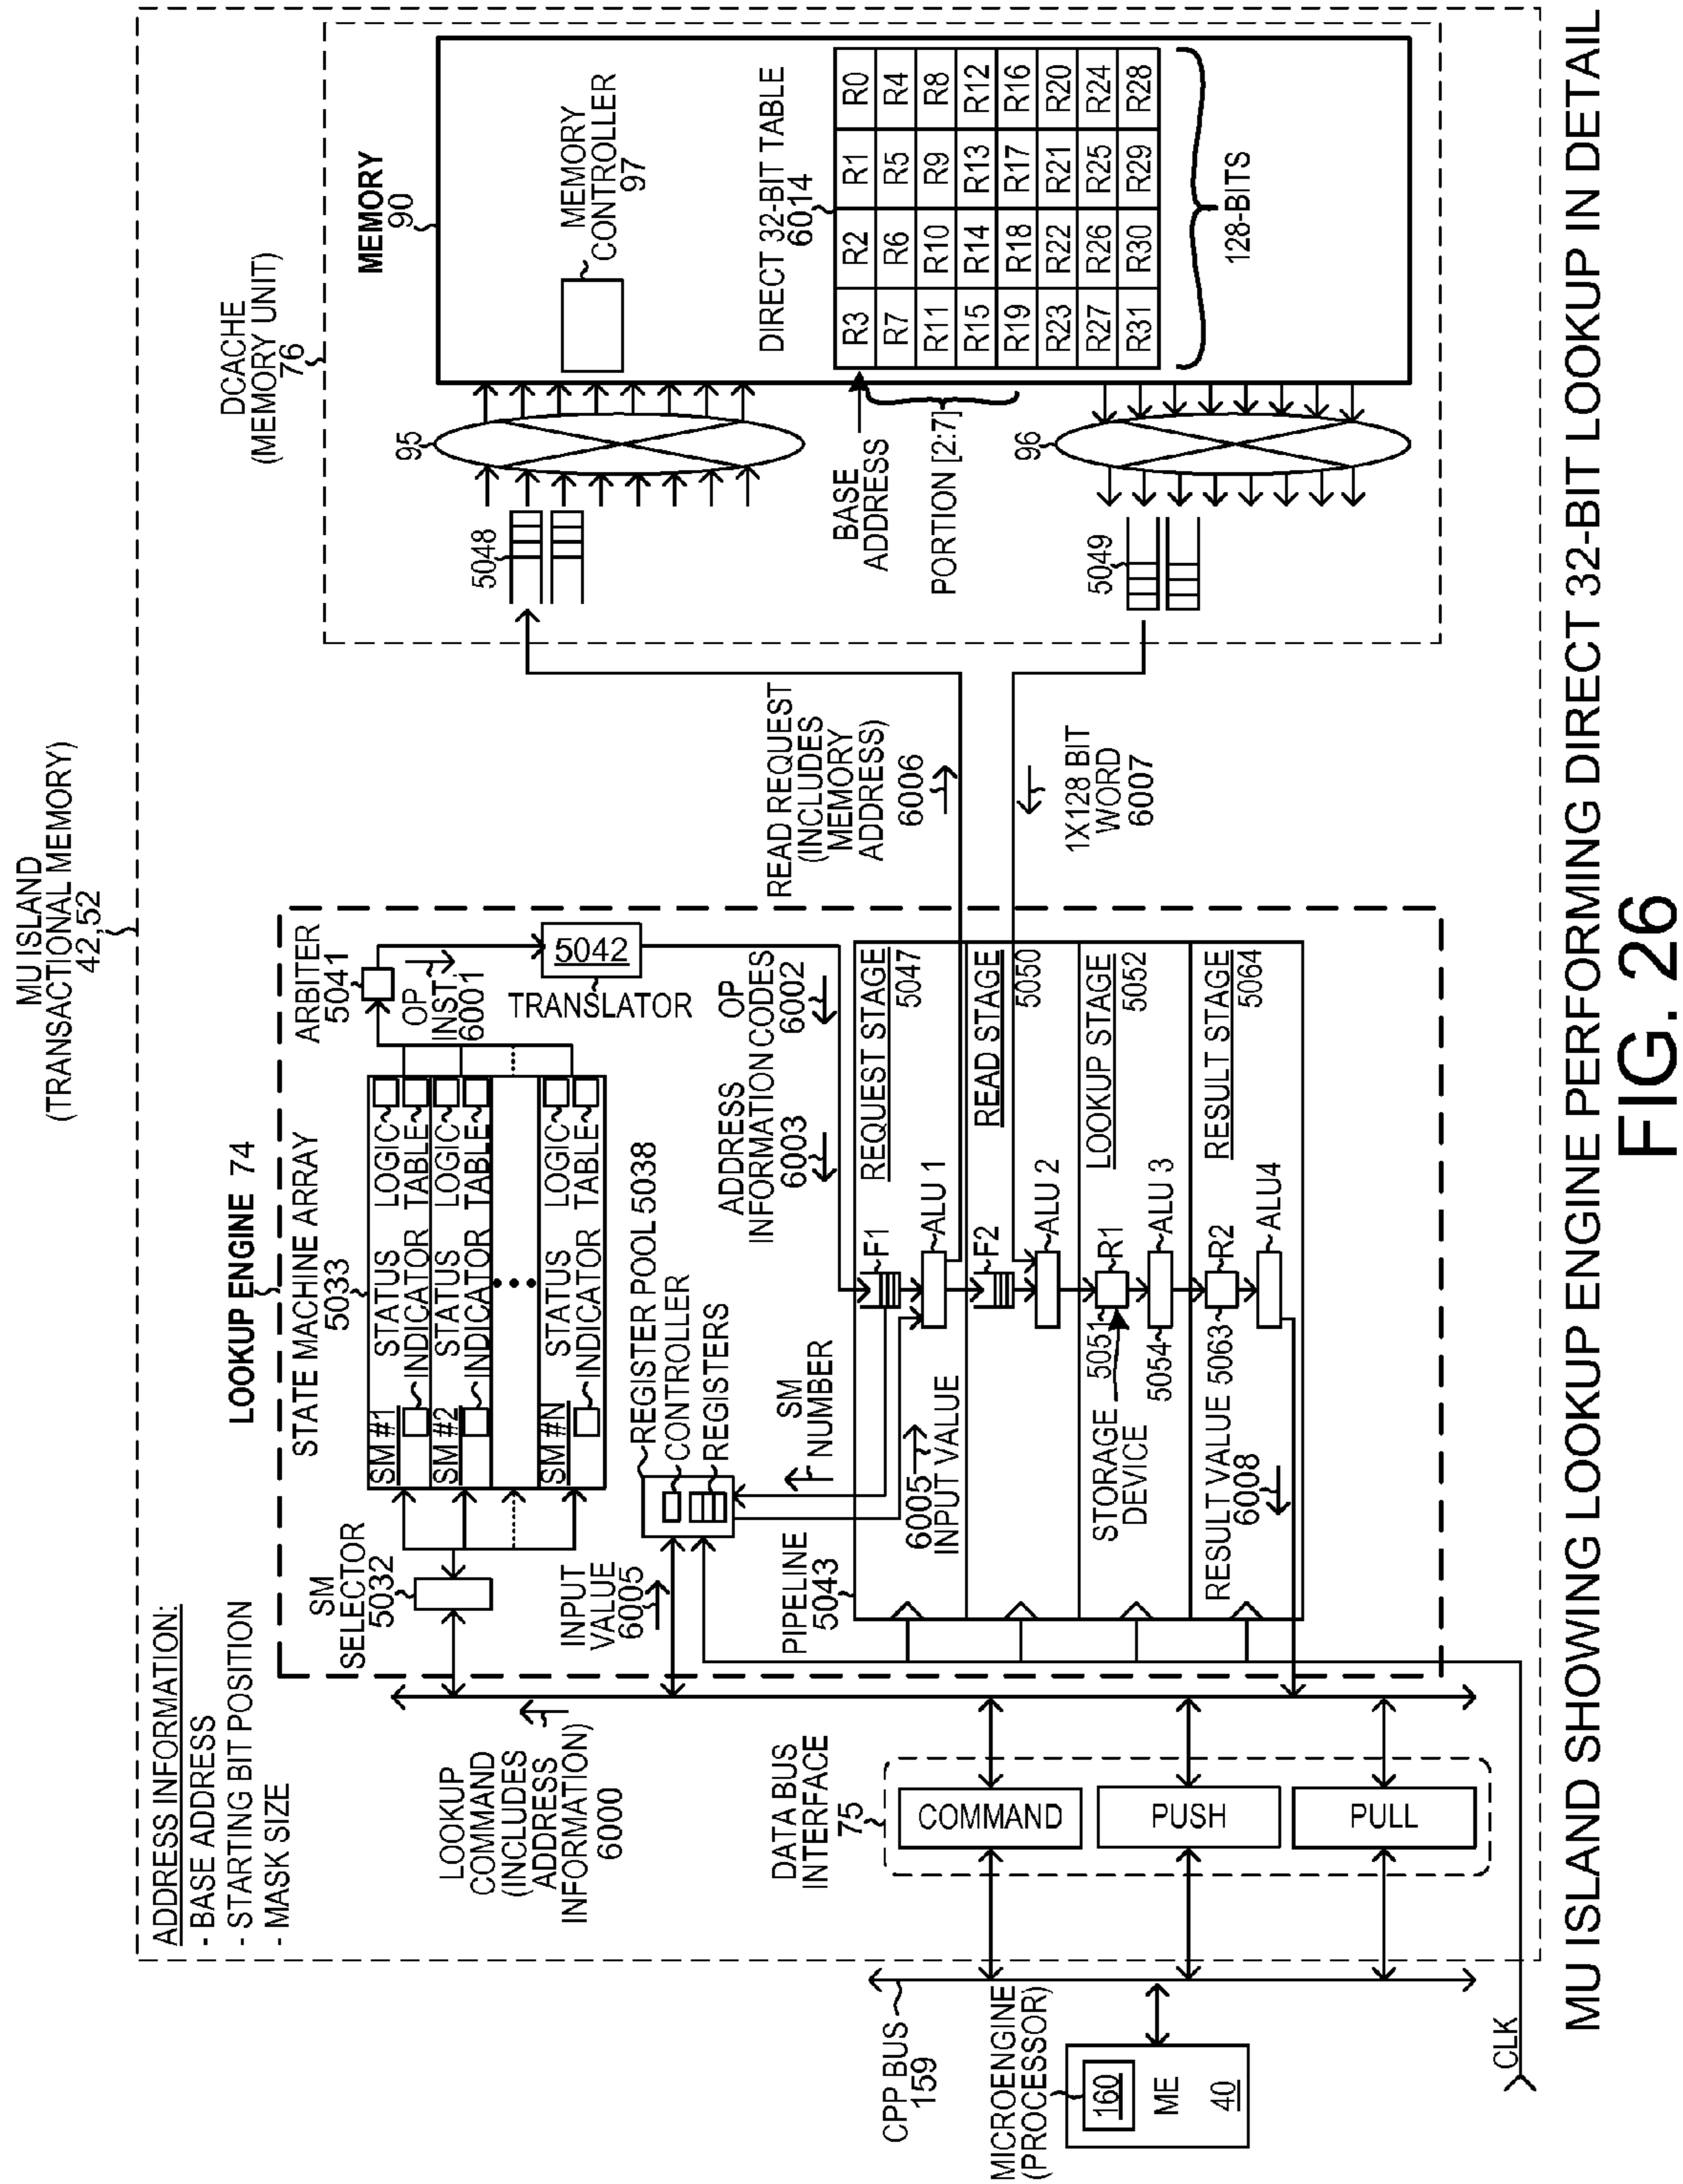 MU ISLAND
(TRANSACTIONAL MEMORY)
42,52
ADDRESS INFORMATION:
- BASE ADDRESS
- STARTING BIT POSITION
- MASK SIZE
LOOKUP ENGINE 74
STATE MACHINE ARRAY
5033
SM
SELECTOR
5032
SM #1
STATUS
INDICATOR
LOGIC
TABLE
SM #2
STATUS
INDICATOR
LOGIC
TABLE
SM #N
STATUS
INDICATOR
LOGIC
TABLE
ARBITER
5041
OP
INST.
6001
5042
TRANSLATOR
LOOKUP
COMMAND
(INCLUDES
ADDRESS
INFORMATION)
6000
INPUT
VALUE
6005
REGISTER POOL 5038
CONTROLLER
REGISTERS
SM
NUMBER
ADDRESS
INFORMATION
6003
OP
CODES
6002
PIPELINE
5043
6005
INPUT VALUE
F1
ALU 1
REQUEST STAGE
5047
F2
ALU 2
READ STAGE
5050
STORAGE
DEVICE
5051
R1
5054
ALU 3
LOOKUP STAGE
5052
RESULT VALUE
6008
5063
R2
ALU4
RESULT STAGE
5064
DATA BUS
INTERFACE
75
COMMAND
PUSH
PULL
CPP BUS
159
MICROENGINE
(PROCESSOR)
160
ME
40
CLK
READ REQUEST
(INCLUDES
MEMORY
ADDRESS)
6006
1X128 BIT
WORD
6007
DCACHE
(MEMORY UNIT)
76
MEMORY
90
MEMORY
CONTROLLER
97
95
5048
BASE
ADDRESS
PORTION [2:7]
96
5049
DIRECT 32-BIT TABLE
6014
R3 R2 R1 R0
R7 R6 R5 R4
R11 R10 R9 R8
R15 R14 R13 R12
R19 R18 R17 R16
R23 R22 R21 R20
R27 R26 R25 R24
R31 R30 R29 R28
128-BITS
MU ISLAND SHOWING LOOKUP ENGINE PERFORMING DIRECT 32-BIT LOOKUP IN DETAIL
FIG. 26